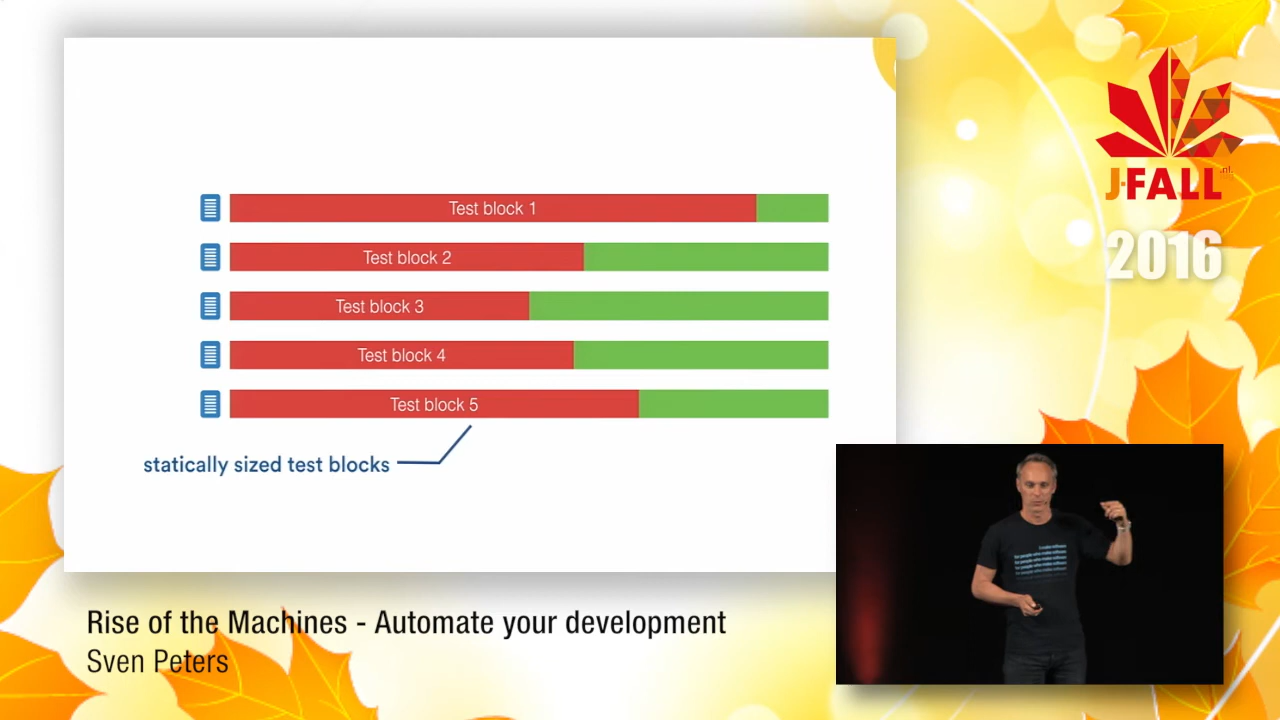 Test block 1
Test block 2
Test block 3
Test block 4
Test block 5
statically sized test blocks
J-FALL.nl
2016
Rise of the Machines - Automate your development
Sven Peters